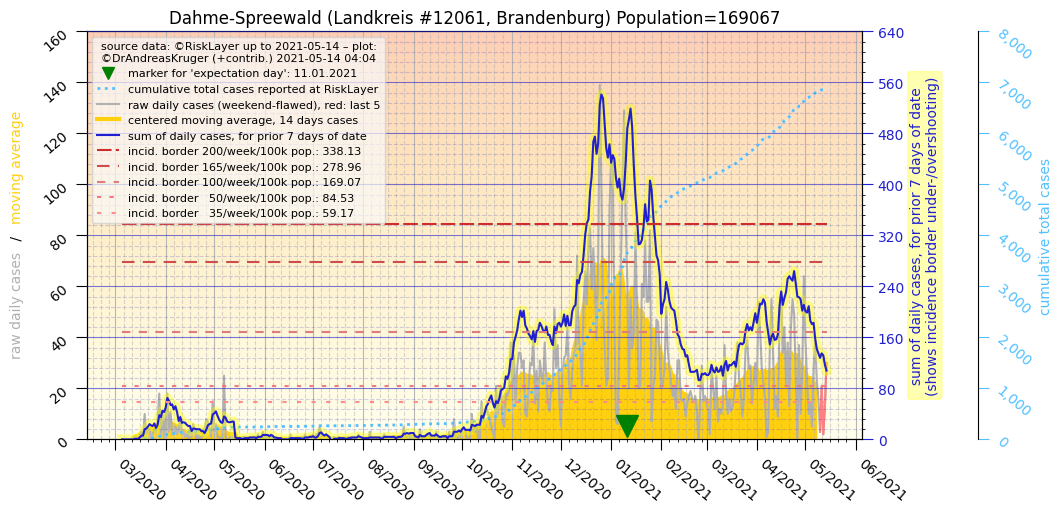 Dahme-Spreewald (Landkreis #12061, Brandenburg) Population=169067
source data: ©RiskLayer up to 2021-05-14 – plot:
©DrAndreasKruger (+contrib.) 2021-05-14 04:04
marker for 'expectation day': 11.01.2021
cumulative total cases reported at RiskLayer
raw daily cases (weekend-flawed), red: last 5
centered moving average, 14 days cases
sum of daily cases, for prior 7 days of date
incid. border 200/week/100k pop.: 338.13
incid. border 165/week/100k pop.: 278.96
incid. border 100/week/100k pop.: 169.07
incid. border   50/week/100k pop.: 84.53
incid. border   35/week/100k pop.: 59.17
raw daily cases  /  moving average
160
140
120
100
80
60
40
20
0
640
560
480
400
320
240
160
80
0
sum of daily cases, for prior 7 days of date
(shows incidence border under-/overshooting)
8,000
7,000
6,000
5,000
4,000
3,000
2,000
1,000
0
cumulative total cases
03/2020
04/2020
05/2020
06/2020
07/2020
08/2020
09/2020
10/2020
11/2020
12/2020
01/2021
02/2021
03/2021
04/2021
05/2021
06/2021